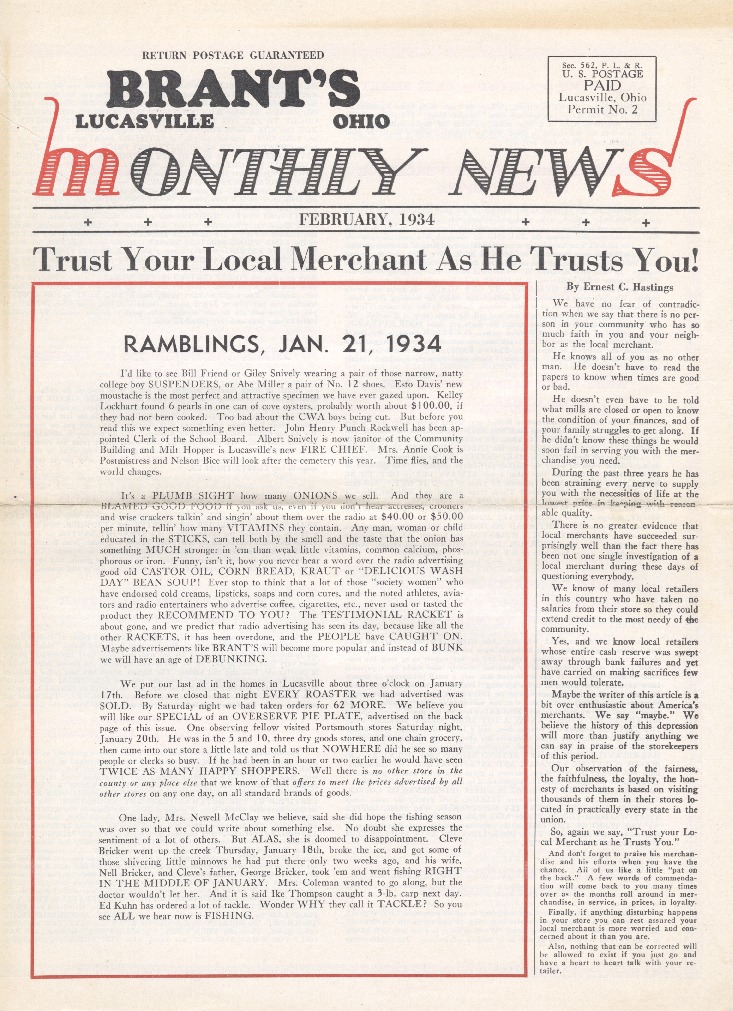 RETURN POSTAGE GUARANTEED
BRANT'S
LUCASVILLE OHIO
Sec. 562, P. L. & R.
U. S. POSTAGE
PAID
Lucasville, Ohio
Permit No. 2
mONTHLY NEWS
FEBRUARY, 1934
Trust Your Local Merchant As He Trusts You!
RAMBLINGS, JAN. 21, 1934
I'd like to see Bill Friend or Giley Snively wearing a pair of those narrow, natty
college boy SUSPENDERS, or Abe Miller a pair of No. 12 shoes. Esto Davis' new
moustache is the most perfect and attractive specimen we have ever gazed upon. Kelley
Lockhart found 6 pearls in one can of cove oysters, probably worth about $100.00, if
they had not been cooked. Too bad about the CWA boys being cut. But before you
read this we expect something even better. John Henry Punch Rockwell has been ap-
pointed Clerk of the School Board. Albert Snively is now janitor of the Community
Building and Milt Hopper is Lucasville's new FIRE CHIEF. Mrs. Annie Cook is
Postmistress and Nelson Bice will look after the cemetery this year. Time flies, and the
world changes.
It's a PLUMB SIGHT how many ONIONS we sell. And they are a
BLAMED GOOD FOOD if you ask us, even if you don't hear actresses, crooners
and wise crackers talkin' and singin' about them over the radio at $40.00 or $50.00
per minute, tellin' how many VITAMINS they contain. Any man, woman or child
educated in the STICKS, can tell both by the smell and the taste that the onion has
something MUCH stronger in 'em than weak little vitamins, common calcium, phos-
phorous or iron. Funny, isn't it, how you never hear a word over the radio advertising
good old CASTOR OIL, CORN BREAD, KRAUT or "DELICIOUS WASH
DAY" BEAN SOUP! Ever stop to think that a lot of those "society women" who
have endorsed cold creams, lipsticks, soaps and corn cures, and the noted athletes, avia-
tors and radio entertainers who advertise coffee, cigarettes, etc., never used or tasted the
product they RECOMMEND TO YOU? The TESTIMONIAL RACKET is
about gone, and we predict that radio advertising has seen its day, because like all the
other RACKETS, it has been overdone, and the PEOPLE have CAUGHT ON.
Maybe advertisements like BRANT'S will become more popular and instead of BUNK
we will have an age of DEBUNKING.
We put our last ad in the homes in Lucasville about three o'clock on January
17th. Before we closed that night EVERY ROASTER we had advertised was
SOLD. By Saturday night we had taken orders for 62 MORE. We believe you
will like our SPECIAL of an OVERSERVE PIE PLATE, advertised on the back
page of this issue. One observing fellow visited Portsmouth stores Saturday night,
January 20th. He was in the 5 and 10, three dry goods stores, and one chain grocery,
then came into our store a little late and told us that NOWHERE did he see so many
people or clerks so busy. If he had been in an hour or two earlier he would have seen
TWICE AS MANY HAPPY SHOPPERS. Well there is no other store in the
county or any place else that we know of that offers to meet the prices advertised by all
other stores on any one day, on all standard brands of goods.
One lady, Mrs. Newell McClay we believe, said she did hope the fishing season
was over so that we could write about something else. No doubt she expresses the
sentiment of a lot of others. But ALAS, she is doomed to disappointment. Cleve
Bricker went up the creek Thursday, January 18th, broke the ice, and got some of
those shivering little minnows he had put there only two weeks ago, and his wife,
Nell Bricker, and Cleve's father, George Bricker, took 'em and went fishing RIGHT
IN THE MIDDLE OF JANUARY. Mrs. Coleman wanted to go along, but the
doctor wouldn't let her. And it is said Ike Thompson caught a 3-lb. carp next day.
Ed Kuhn has ordered a lot of tackle. Wonder WHY they call it TACKLE? So you
see ALL we hear now is FISHING.
By Ernest C. Hastings
We have no fear of contradic-
tion when we say that there is no per-
son in your community who has so
much faith in you and your neigh-
bor as the local merchant.
He knows all of you as no other
man. He doesn't have to read the
papers to know when times are good
or bad.
He doesn't even have to be told
what mills are closed or open to know
the condition of your finances, and of
your family struggles to get along. If
he didn't know these things he would
soon fail in serving you with the mer-
chandise you need.
During the past three years he has
been straining every nerve to supply
you with the necessities of life at the
lowest price in keeping with reason-
able quality.
There is no greater evidence that
local merchants have succeeded sur-
prisingly well than the fact there has
been not one single investigation of a
local merchant during these days of
questioning everybody.
We know of many local retailers
in this country who have taken no
salaries from their store so they could
extend credit to the most needy of the
community.
Yes, and we know local retailers
whose entire cash reserve was swept
away through bank failures and yet
have carried on making sacrifices few
men would tolerate.
Maybe the writer of this article is a
bit over enthusiastic about America's
merchants. We say "maybe." We
believe the history of this depression
will more than justify anything we
can say in praise of the storekeepers
of this period.
Our observation of the fairness,
the faithfulness, the loyalty, the hon-
esty of merchants is based on visiting
thousands of them in their stores lo-
cated in practically every state in the
union.
So, again we say, "Trust your Lo-
cal Merchant as he Trusts You."
And don't forget to praise his merchan-
dise and his efforts when you have the
chance. All of us like a little "pat on
the back." A few words of commenda-
tion will come back to you many times
over as the months roll around in mer-
chandise, in service, in prices, in loyalty.
Finally, if anything disturbing happens
in your store you can rest assured your
local merchant is more worried and con-
cerned about it than you are.
Also, nothing that can be corrected will
be allowed to exist if you just go and
have a heart to heart talk with your re-
tailer.